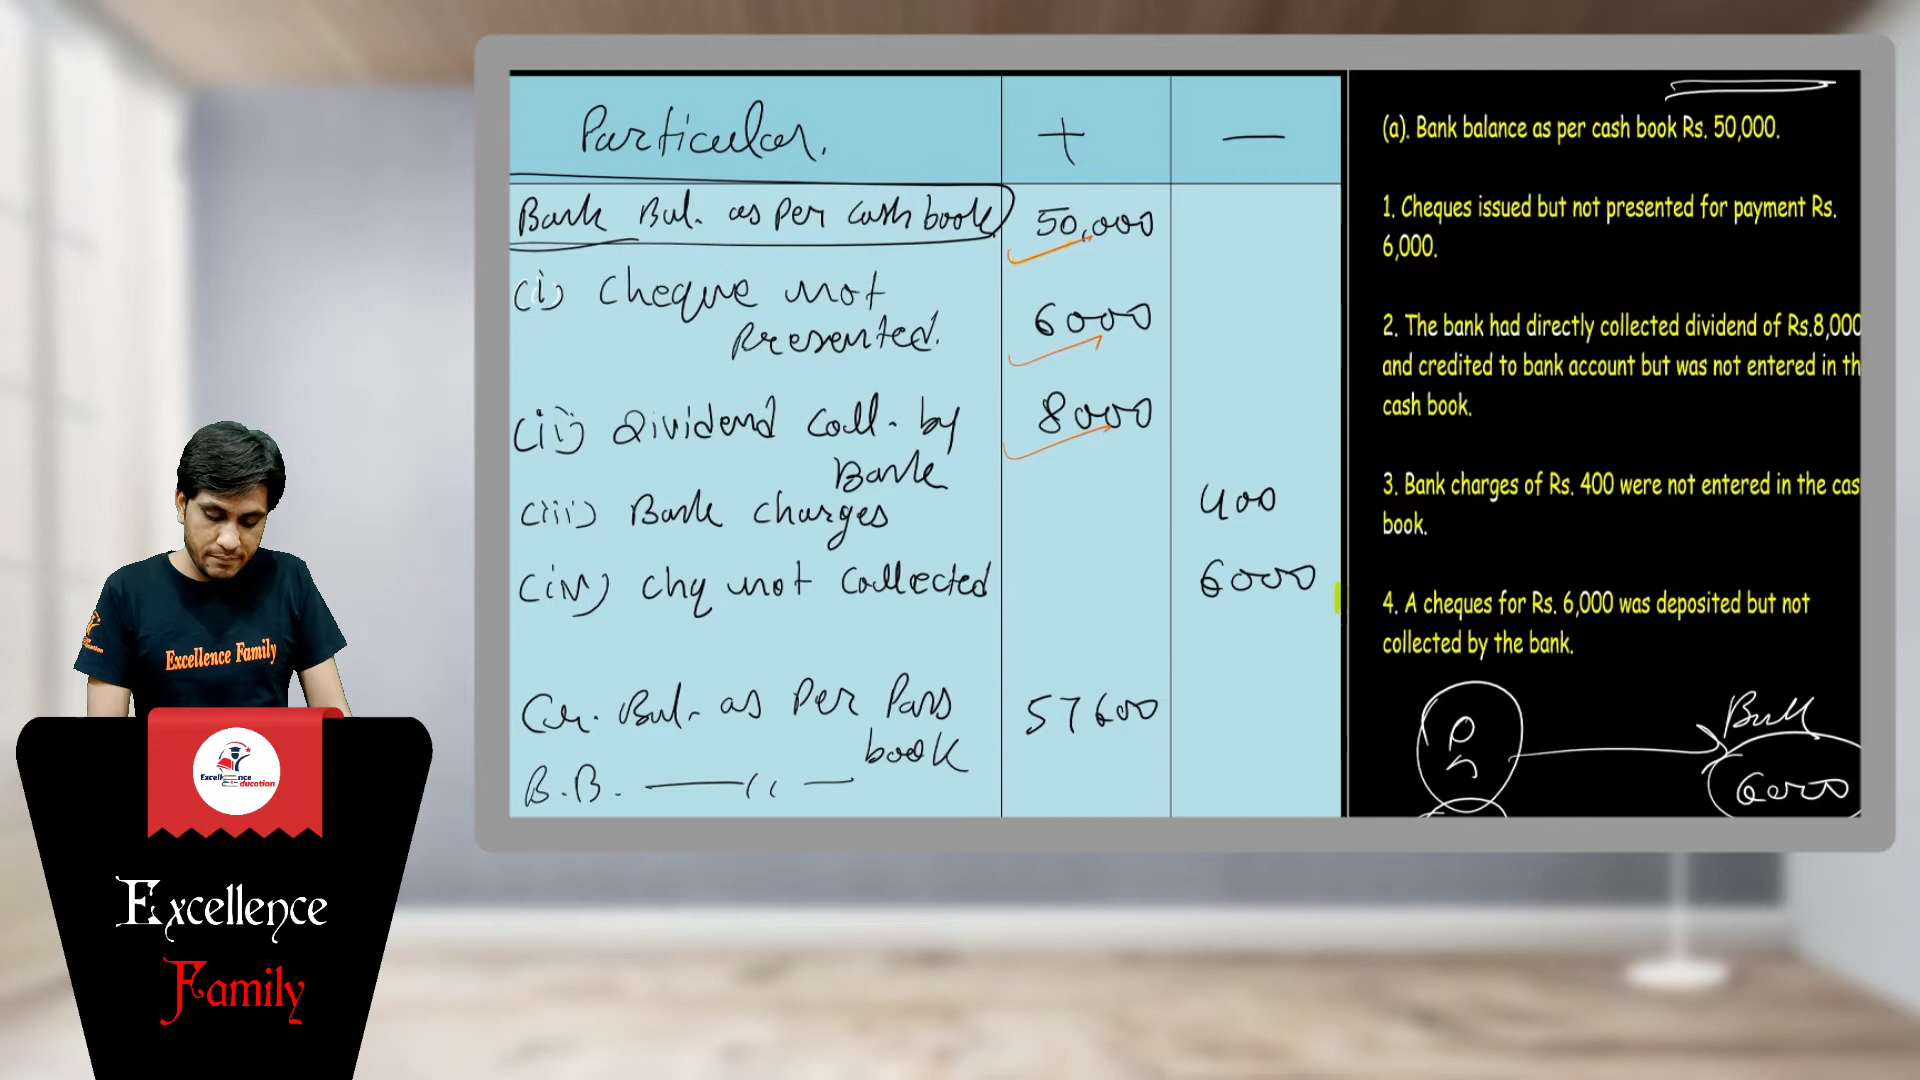 Particular. + —
Bank Bal. as Per Cash book 50,000
(i) Cheque not
Presented. 6000
(ii) Dividend Coll. by 8000
Bank
(iii) Bank charges 400
(iv) Chq not Collected 6000
Cr. Bal. as Per Pass 57600
book
B.B. — 〃 —
(a). Bank balance as per cash book Rs. 50,000.
1. Cheques issued but not presented for payment Rs.
6,000.
2. The bank had directly collected dividend of Rs.8,000
and credited to bank account but was not entered in th
cash book.
3. Bank charges of Rs. 400 were not entered in the cas
book.
4. A cheques for Rs. 6,000 was deposited but not
collected by the bank.
6000
Excellence Family
Excellence
Education
Excellence
Family